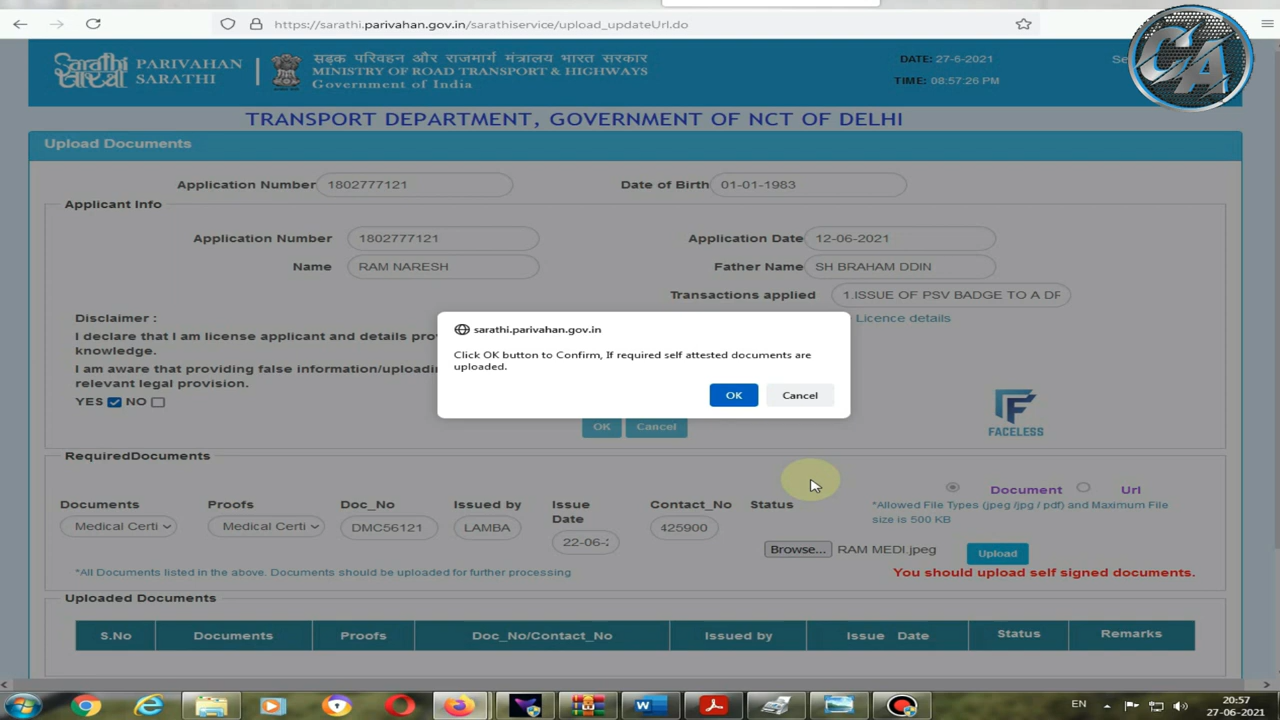 https://sarathi.parivahan.gov.in/sarathiservice/upload_updateUrl.do
Sarathi
सारथी
PARIVAHAN
SARATHI
सड़क परिवहन और राजमार्ग मंत्रालय भारत सरकार
MINISTRY OF ROAD TRANSPORT & HIGHWAYS
Government of India
DATE: 27-6-2021
TIME: 08:57:26 PM
Se
CA
TRANSPORT DEPARTMENT, GOVERNMENT OF NCT OF DELHI
Upload Documents
Application Number 1802777121 Date of Birth 01-01-1983
Applicant Info
Application Number 1802777121 Application Date 12-06-2021
Name RAM NARESH Father Name SH BRAHAM DDIN
Transactions applied 1.ISSUE OF PSV BADGE TO A DF
Disclaimer : Licence details
I declare that I am license applicant and details pro
knowledge.
I am aware that providing false information/uploadi
relevant legal provision.
YES NO
sarathi.parivahan.gov.in
Click OK button to Confirm, If required self attested documents are
uploaded.
OK Cancel
OK Cancel
FACELESS
RequiredDocuments
Document Url
Documents Proofs Doc_No Issued by Issue
Date Contact_No Status
*Allowed File Types (jpeg /jpg / pdf) and Maximum File
size is 500 KB
Medical Certi Medical Certi DMC56121 LAMBA 22-06-2 425900
Browse... RAM MEDI.jpeg Upload
*All Documents listed in the above. Documents should be uploaded for further processing
You should upload self signed documents.
Uploaded Documents
S.No Documents Proofs Doc_No/Contact_No Issued by Issue Date Status Remarks
EN
20:57
27-06-2021